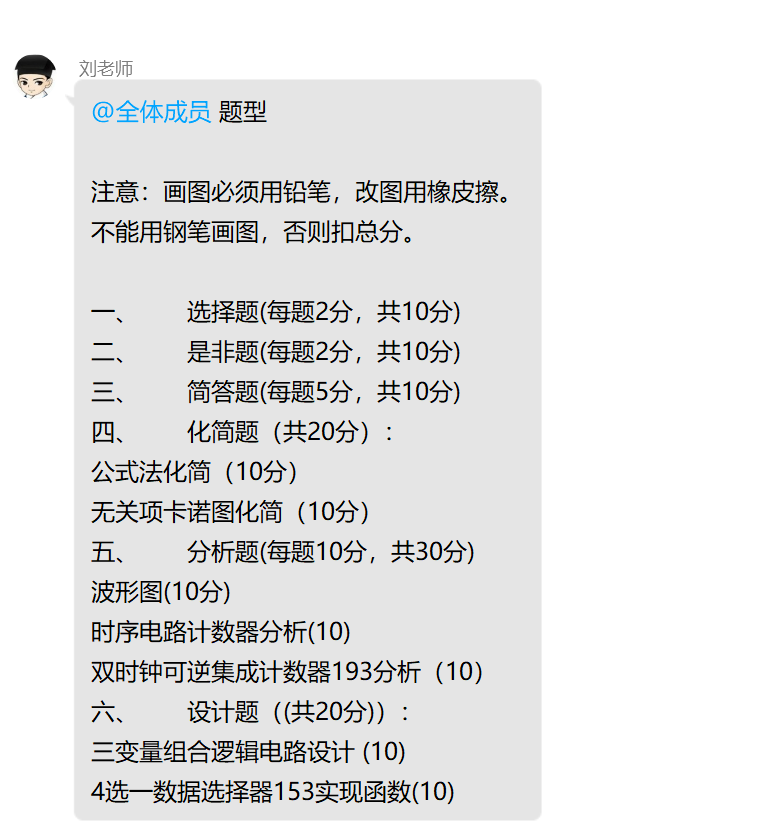 刘老师
@全体成员 题型
注意：画图必须用铅笔，改图用橡皮擦。
不能用钢笔画图，否则扣总分。
一、 选择题(每题2分，共10分)
二、 是非题(每题2分，共10分)
三、 简答题(每题5分，共10分)
四、 化简题（共20分）：
公式法化简（10分）
无关项卡诺图化简（10分）
五、 分析题(每题10分，共30分)
波形图(10分)
时序电路计数器分析(10)
双时钟可逆集成计数器193分析（10）
六、 设计题（(共20分)）：
三变量组合逻辑电路设计 (10)
4选一数据选择器153实现函数(10)